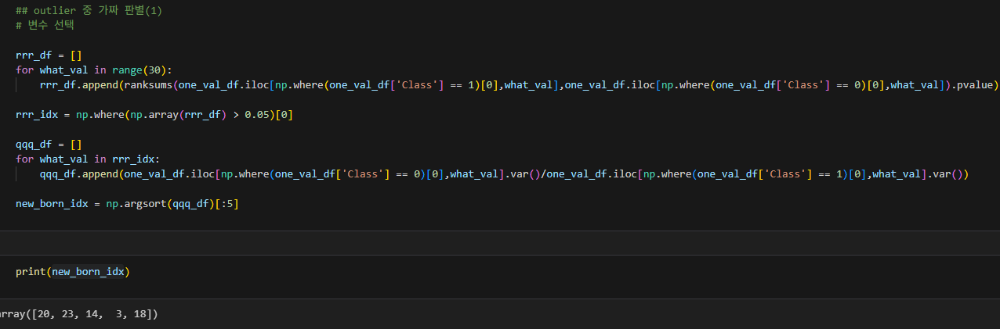 ## outlier 중 가짜 판별(1)
# 변수 선택
rrr_df = []
for what_val in range(30):
    rrr_df.append(ranksums(one_val_df.iloc[np.where(one_val_df['Class'] == 1)[0],what_val],one_val_df.iloc[np.where(one_val_df['Class'] == 0)[0],what_val]).pvalue)
rrr_idx = np.where(np.array(rrr_df) > 0.05)[0]
qqq_df = []
for what_val in rrr_idx:
    qqq_df.append(one_val_df.iloc[np.where(one_val_df['Class'] == 0)[0],what_val].var()/one_val_df.iloc[np.where(one_val_df['Class'] == 1)[0],what_val].var())
new_born_idx = np.argsort(qqq_df)[:5]
print(new_born_idx)
array([20, 23, 14,  3, 18])